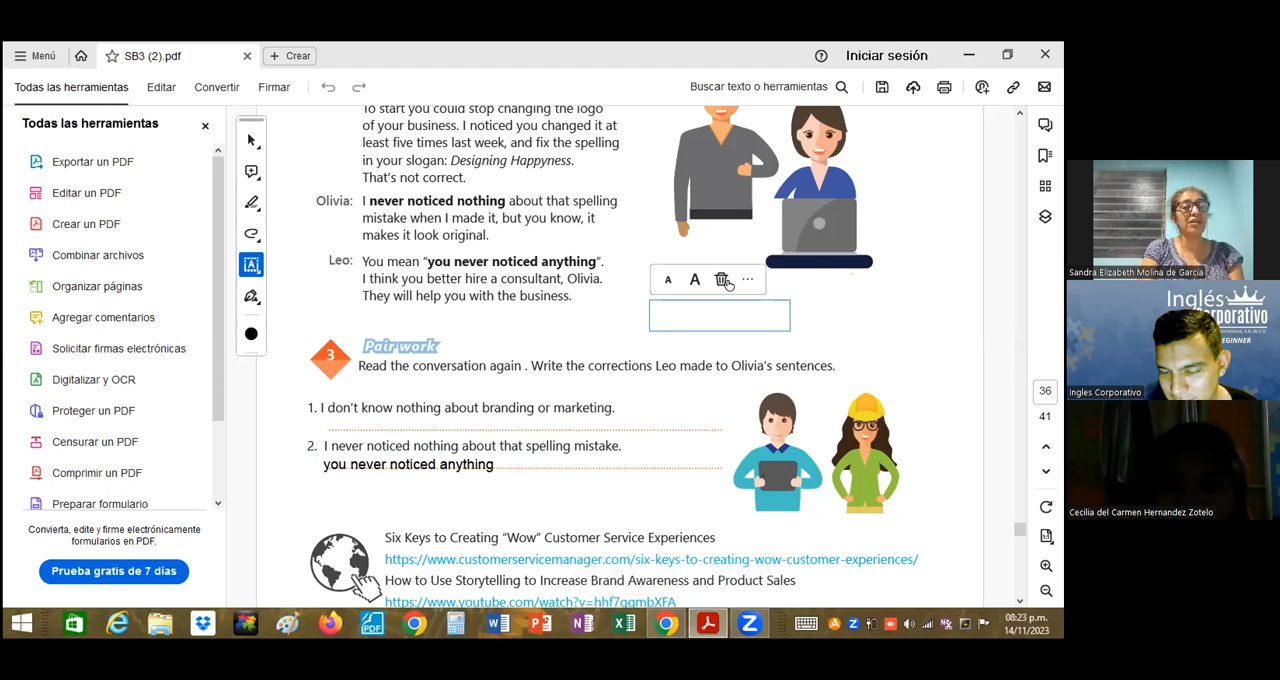 Menú
SB3 (2).pdf
Crear
Iniciar sesión
Todas las herramientas
Editar
Convertir
Firmar
Buscar texto o herramientas
Todas las herramientas
Exportar un PDF
Editar un PDF
Crear un PDF
Combinar archivos
Organizar páginas
Agregar comentarios
Solicitar firmas electrónicas
Digitalizar y OCR
Proteger un PDF
Censurar un PDF
Comprimir un PDF
Preparar formulario
Convierta, edite y firme electrónicamente
formularios en PDF.
Prueba gratis de 7 días
To start you could stop changing the logo
of your business. I noticed you changed it at
least five times last week, and fix the spelling
in your slogan: Designing Happyness.
That's not correct.
Olivia: I never noticed nothing about that spelling
mistake when I made it, but you know, it
makes it look original.
Leo: You mean "you never noticed anything".
I think you better hire a consultant, Olivia.
They will help you with the business.
A A ...
3 Pair work
Read the conversation again . Write the corrections Leo made to Olivia's sentences.
1. I don't know nothing about branding or marketing.
2. I never noticed nothing about that spelling mistake.
you never noticed anything
Six Keys to Creating "Wow" Customer Service Experiences
https://www.customerservicemanager.com/six-keys-to-creating-wow-customer-experiences/
How to Use Storytelling to Increase Brand Awareness and Product Sales
https://www.youtube.com/watch?v=hhf7qqmbXFA
36
41
08:23 p.m.
14/11/2023
Sandra Elizabeth Molina de García
Inglés
Corporativo
BEGINNER
Ingles Corporativo
Cecilia del Carmen Hernandez Zotelo